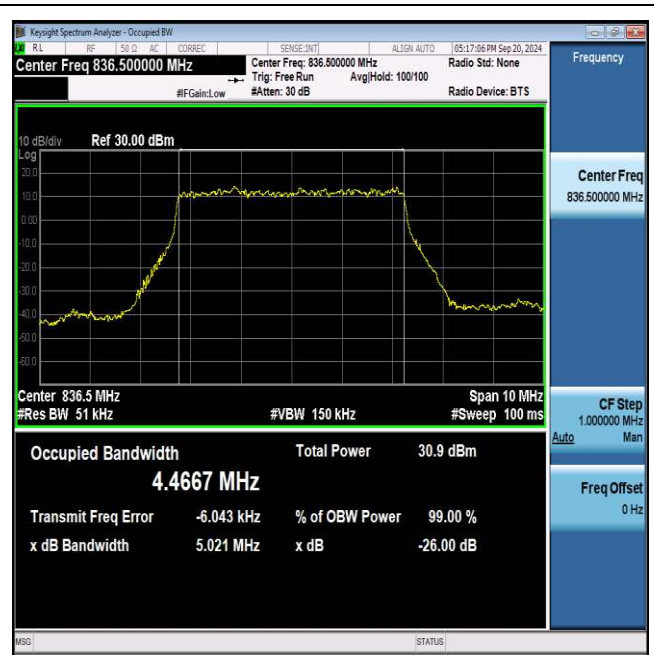 Keysight Spectrum Analyzer - Occupied BW
RL RF 50 Ω AC CORREC SENSE:INT ALIGN AUTO 05:17:06 PM Sep 20, 2024
Center Freq 836.500000 MHz
Center Freq: 836.500000 MHz Radio Std: None
Trig: Free Run Avg|Hold: 100/100
#IFGain:Low #Atten: 30 dB Radio Device: BTS
10 dB/div Ref 30.00 dBm
Log
20.0
10.0
0.00
-10.0
-20.0
-30.0
-40.0
-50.0
-60.0
Center 836.5 MHz Span 10 MHz
#Res BW 51 kHz #VBW 150 kHz #Sweep 100 ms
Occupied Bandwidth Total Power 30.9 dBm
4.4667 MHz
Transmit Freq Error -6.043 kHz % of OBW Power 99.00 %
x dB Bandwidth 5.021 MHz x dB -26.00 dB
MSG STATUS
Frequency
Center Freq
836.500000 MHz
CF Step
1.000000 MHz
Auto Man
Freq Offset
0 Hz